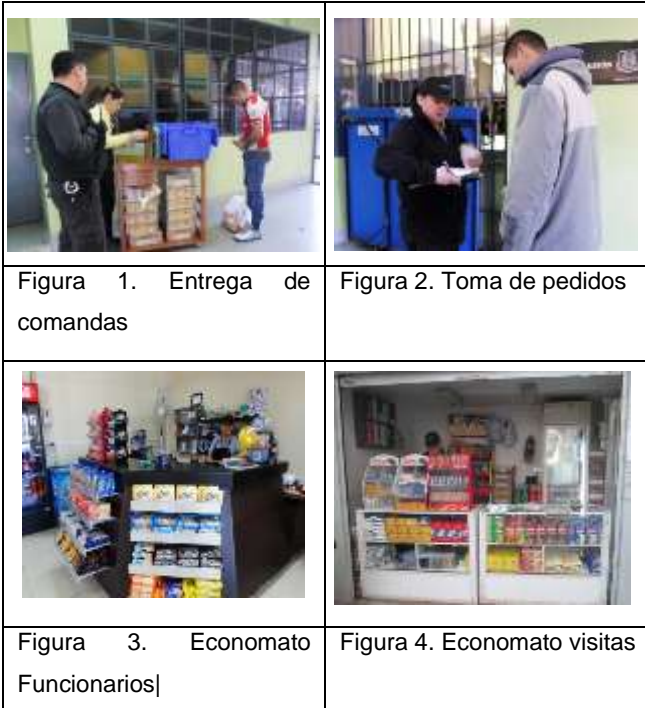 Figura 1. Entrega de
comandas
Figura 2. Toma de pedidos
Figura 3. Economato
Funcionarios|
Figura 4. Economato visitas